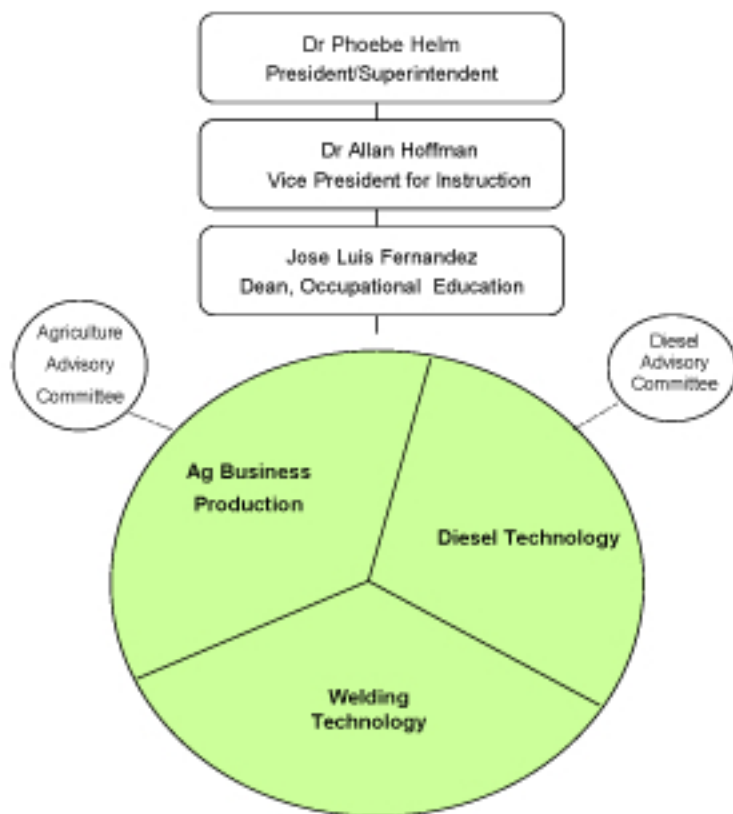 Dr Phoebe Helm
President/Superintendent
Dr Allan Hoffman
Vice President for Instruction
Jose Luis Fernandez
Dean, Occupational Education
Agriculture
Advisory
Committee
Diesel
Advisory
Committee
Ag Business
Production
Diesel Technology
Welding
Technology